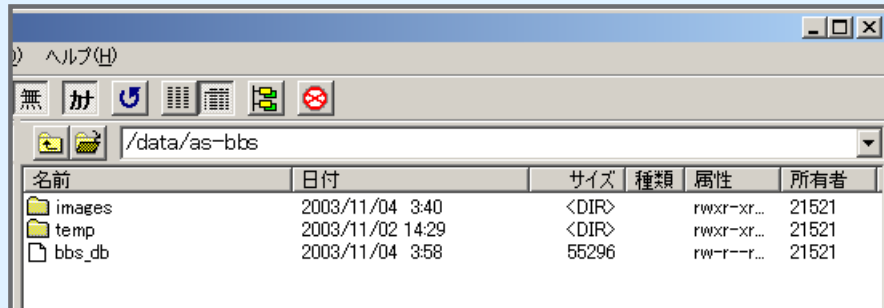 ヘルプ(H)
無 カナ
/data/as-bbs
名前 日付 サイズ 種類 属性 所有者
images 2003/11/04 3:40 <DIR> rwxr-xr... 21521
temp 2003/11/02 14:29 <DIR> rwxr-xr... 21521
bbs_db 2003/11/04 3:58 55296 rw-r--r... 21521